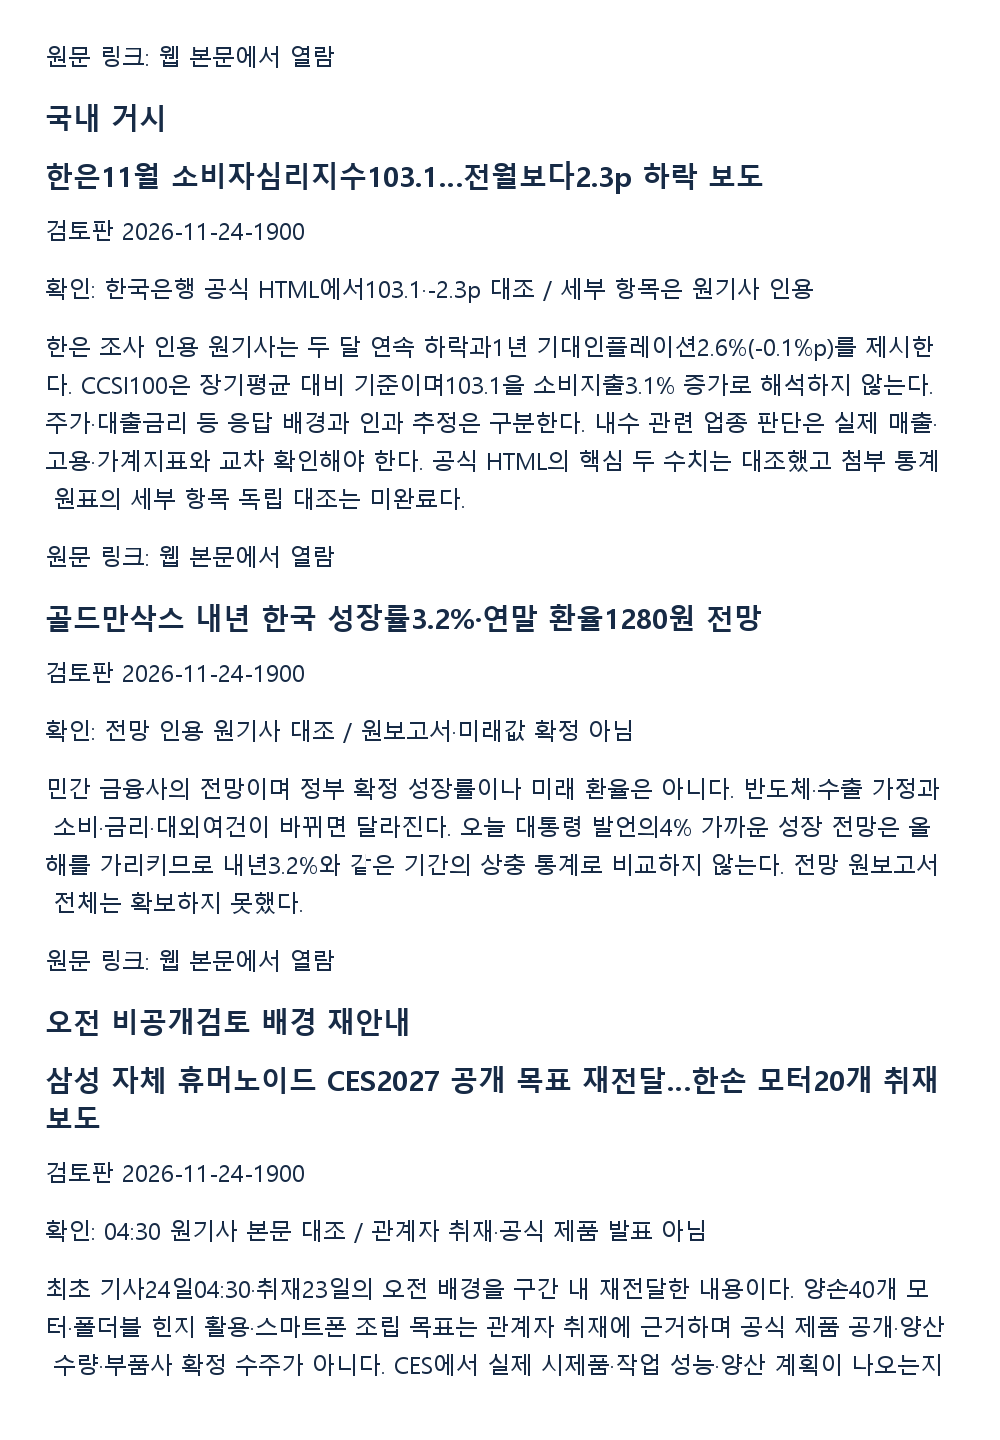 원문 링크: 웹 본문에서 열람
국내 거시
한은11월 소비자심리지수103.1…전월보다2.3p 하락 보도
검토판 2026-11-24-1900
확인: 한국은행 공식 HTML에서103.1·-2.3p 대조 / 세부 항목은 원기사 인용
한은 조사 인용 원기사는 두 달 연속 하락과1년 기대인플레이션2.6%(-0.1%p)를 제시한
다. CCSI100은 장기평균 대비 기준이며103.1을 소비지출3.1% 증가로 해석하지 않는다.
주가·대출금리 등 응답 배경과 인과 추정은 구분한다. 내수 관련 업종 판단은 실제 매출·
고용·가계지표와 교차 확인해야 한다. 공식 HTML의 핵심 두 수치는 대조했고 첨부 통계
원표의 세부 항목 독립 대조는 미완료다.
원문 링크: 웹 본문에서 열람
골드만삭스 내년 한국 성장률3.2%·연말 환율1280원 전망
검토판 2026-11-24-1900
확인: 전망 인용 원기사 대조 / 원보고서·미래값 확정 아님
민간 금융사의 전망이며 정부 확정 성장률이나 미래 환율은 아니다. 반도체·수출 가정과
소비·금리·대외여건이 바뀌면 달라진다. 오늘 대통령 발언의4% 가까운 성장 전망은 올
해를 가리키므로 내년3.2%와 같은 기간의 상충 통계로 비교하지 않는다. 전망 원보고서
전체는 확보하지 못했다.
원문 링크: 웹 본문에서 열람
오전 비공개검토 배경 재안내
삼성 자체 휴머노이드 CES2027 공개 목표 재전달…한손 모터20개 취재
보도
검토판 2026-11-24-1900
확인: 04:30 원기사 본문 대조 / 관계자 취재·공식 제품 발표 아님
최초 기사24일04:30·취재23일의 오전 배경을 구간 내 재전달한 내용이다. 양손40개 모
터·폴더블 힌지 활용·스마트폰 조립 목표는 관계자 취재에 근거하며 공식 제품 공개·양산
수량·부품사 확정 수주가 아니다. CES에서 실제 시제품·작업 성능·양산 계획이 나오는지